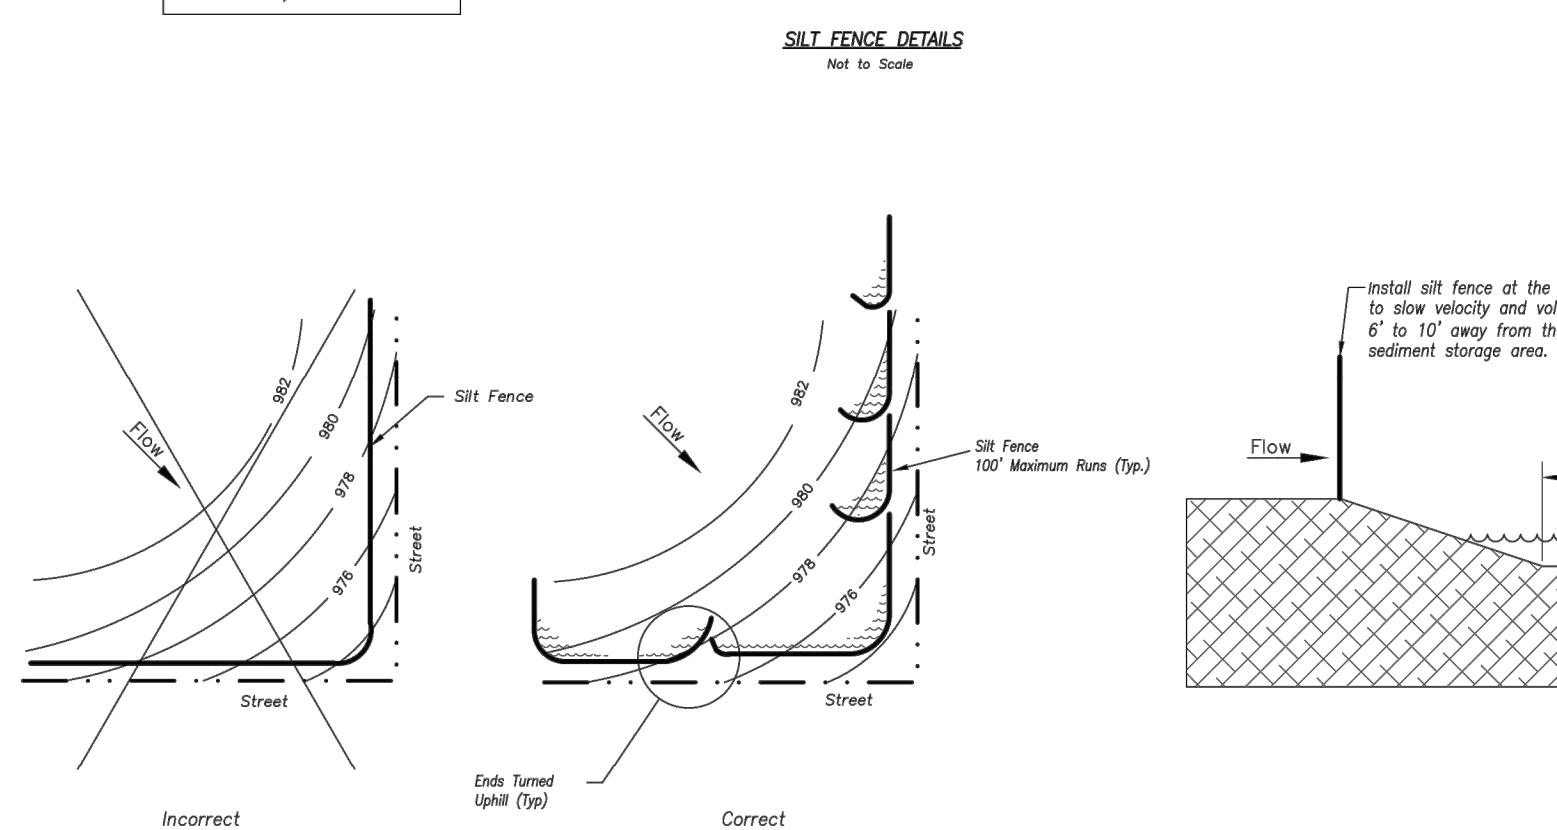 SILT FENCE DETAILS
Not to Scale
982
980
978
976
Flow
Silt Fence
Street
Street
Incorrect
982
980
978
976
Flow
Silt Fence
100' Maximum Runs (Typ.)
Street
Street
Ends Turned
Uphill (Typ)
Correct
Install silt fence at the
to slow velocity and
6' to 10' away from
sediment storage area.
Flow